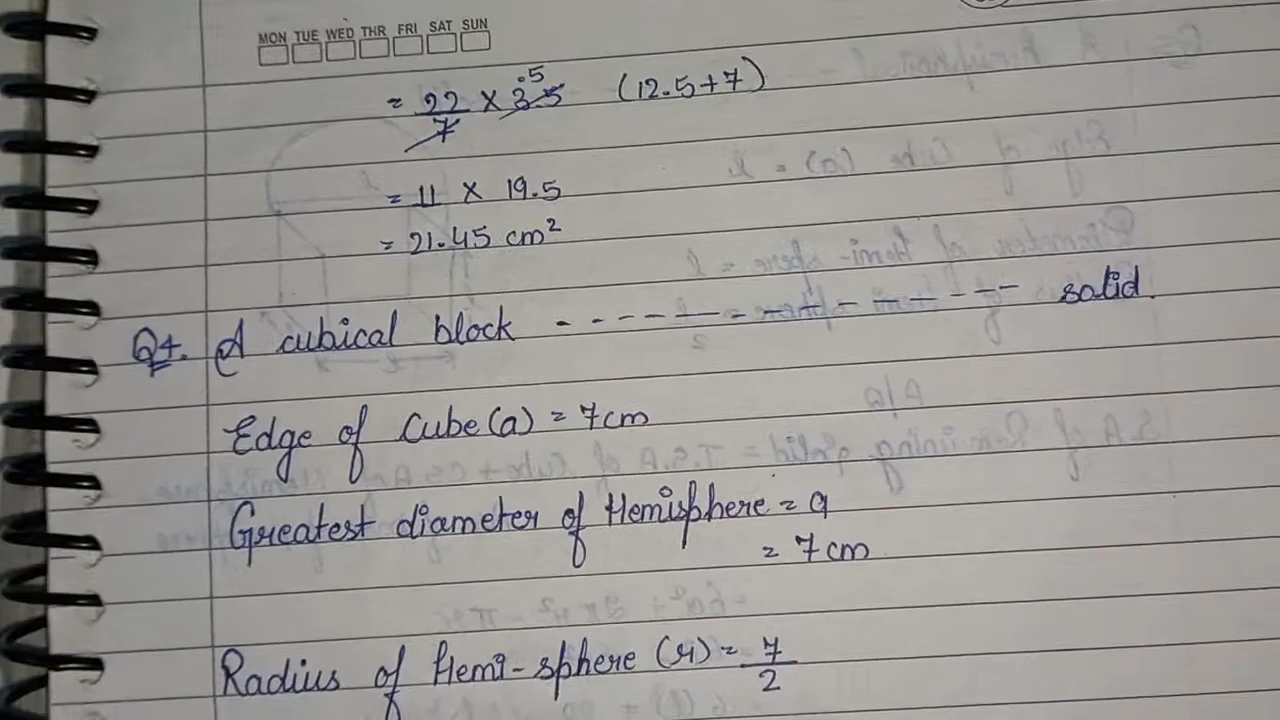 MON TUE WED THR FRI SAT SUN
= 22/7 × 3.5 .5 (12.5+7)
= 11 × 19.5
= 21.45 cm²
Q4. A cubical block - - - - - - - - - - - - solid.
Edge of Cube (a) = 7cm
Greatest diameter of Hemisphere = a
= 7 cm
Radius of Hemi-sphere (r) = 7/2